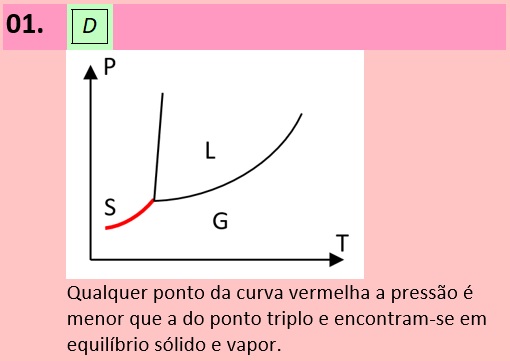 01. D
P
L
S
G
T
Qualquer ponto da curva vermelha a pressão é
menor que a do ponto triplo e encontram-se em
equilíbrio sólido e vapor.